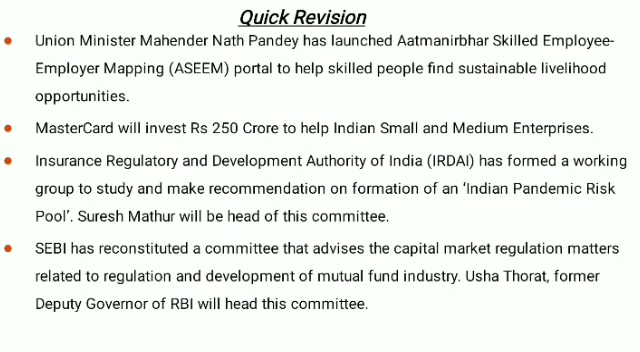 Quick Revision
• Union Minister Mahender Nath Pandey has launched Aatmanirbhar Skilled Employee-
Employer Mapping (ASEEM) portal to help skilled people find sustainable livelihood
opportunities.
• MasterCard will invest Rs 250 Crore to help Indian Small and Medium Enterprises.
• Insurance Regulatory and Development Authority of India (IRDAI) has formed a working
group to study and make recommendation on formation of an ‘Indian Pandemic Risk
Pool’. Suresh Mathur will be head of this committee.
• SEBI has reconstituted a committee that advises the capital market regulation matters
related to regulation and development of mutual fund industry. Usha Thorat, former
Deputy Governor of RBI will head this committee.